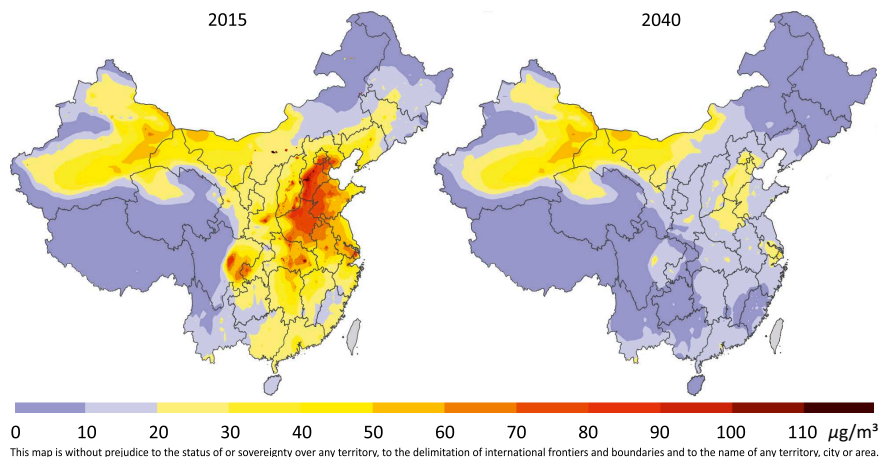 2015 2040
0 10 20 30 40 50 60 70 80 90 100 110 µg/m³
This map is without prejudice to the status of or sovereignty over any territory, to the delimitation of international frontiers and boundaries and to the name of any territory, city or area.